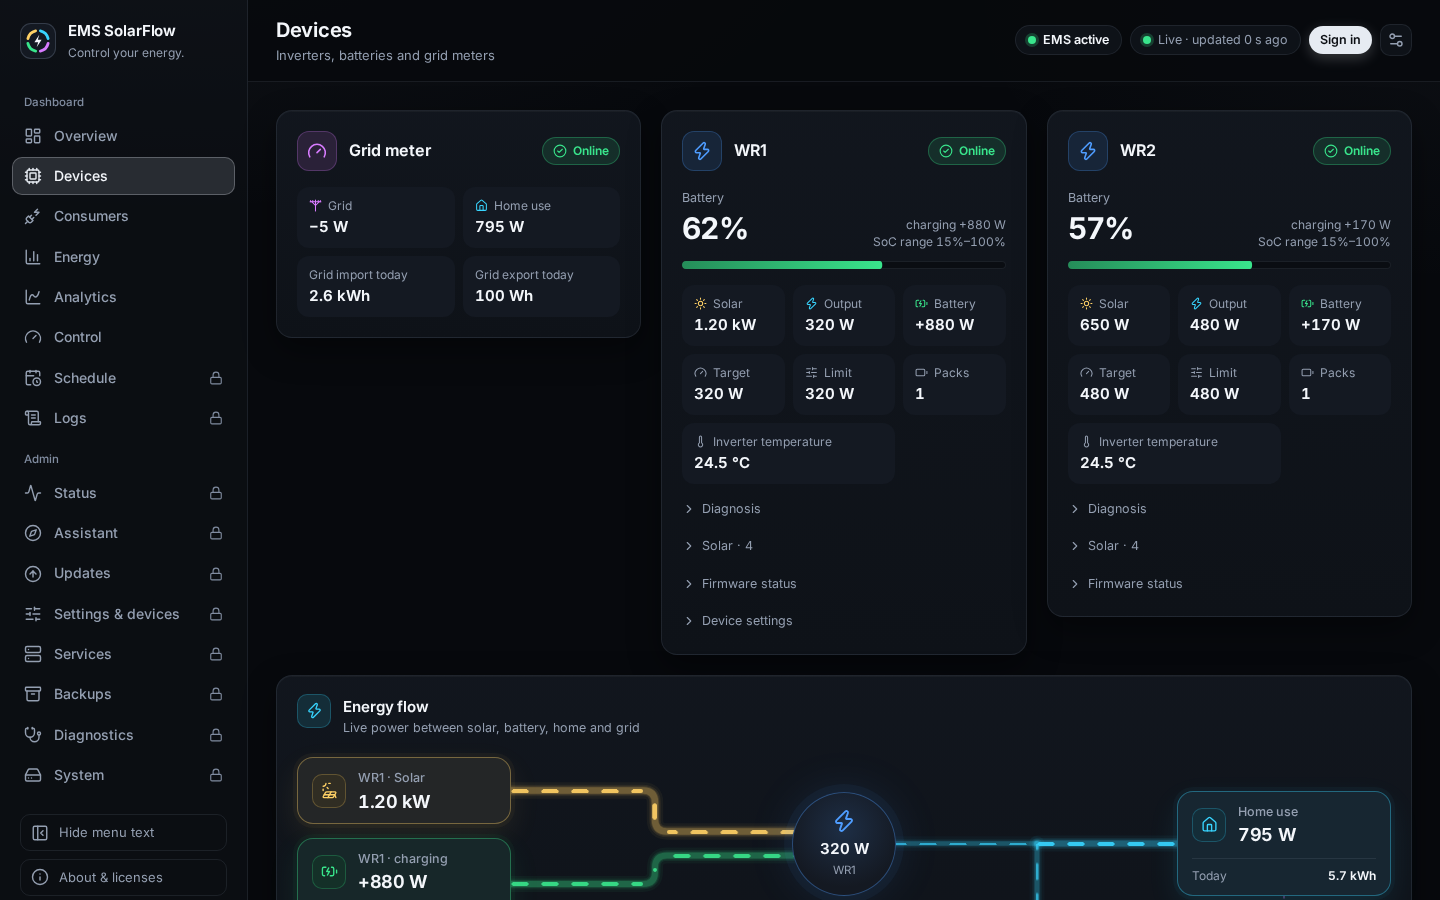 EMS SolarFlow
Control your energy.
Dashboard
Overview
Devices
Consumers
Energy
Analytics
Control
Schedule
Logs
Admin
Status
Assistant
Updates
Settings & devices
Services
Backups
Diagnostics
System
Hide menu text
About & licenses
Devices
Inverters, batteries and grid meters
EMS active
Live · updated 0 s ago
Sign in
Grid meter
Online
Grid
−5 W
Home use
795 W
Grid import today
2.6 kWh
Grid export today
100 Wh
WR1
Online
Battery
62%
charging +880 W
SoC range 15%–100%
Solar
1.20 kW
Output
320 W
Battery
+880 W
Target
320 W
Limit
320 W
Packs
1
Inverter temperature
24.5 °C
Diagnosis
Solar · 4
Firmware status
Device settings
WR2
Online
Battery
57%
charging +170 W
SoC range 15%–100%
Solar
650 W
Output
480 W
Battery
+170 W
Target
480 W
Limit
480 W
Packs
1
Inverter temperature
24.5 °C
Diagnosis
Solar · 4
Firmware status
Energy flow
Live power between solar, battery, home and grid
WR1 · Solar
1.20 kW
WR1 · charging
+880 W
320 W
WR1
Home use
795 W
Today
5.7 kWh